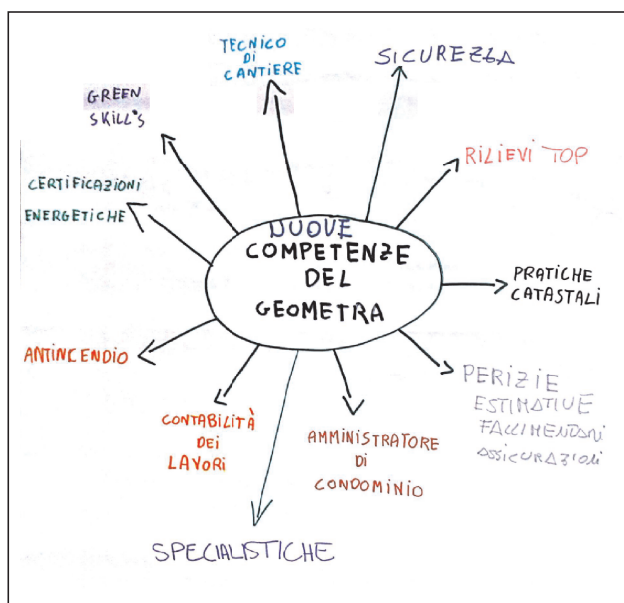 NUOVE
COMPETENZE
DEL
GEOMETRA
TECNICO
DI
CANTIERE
SICUREZZA
RILIEVI TOP
PRATICHE
CATASTALI
PERIZIE
ESTIMATIVE
FALLIMENTARI
ASSICURAZIONI
AMMINISTRATORE
DI
CONDOMINIO
SPECIALISTICHE
CONTABILITÀ
DEI
LAVORI
ANTINCENDIO
CERTIFICAZIONI
ENERGETICHE
GREEN
SKILL'S